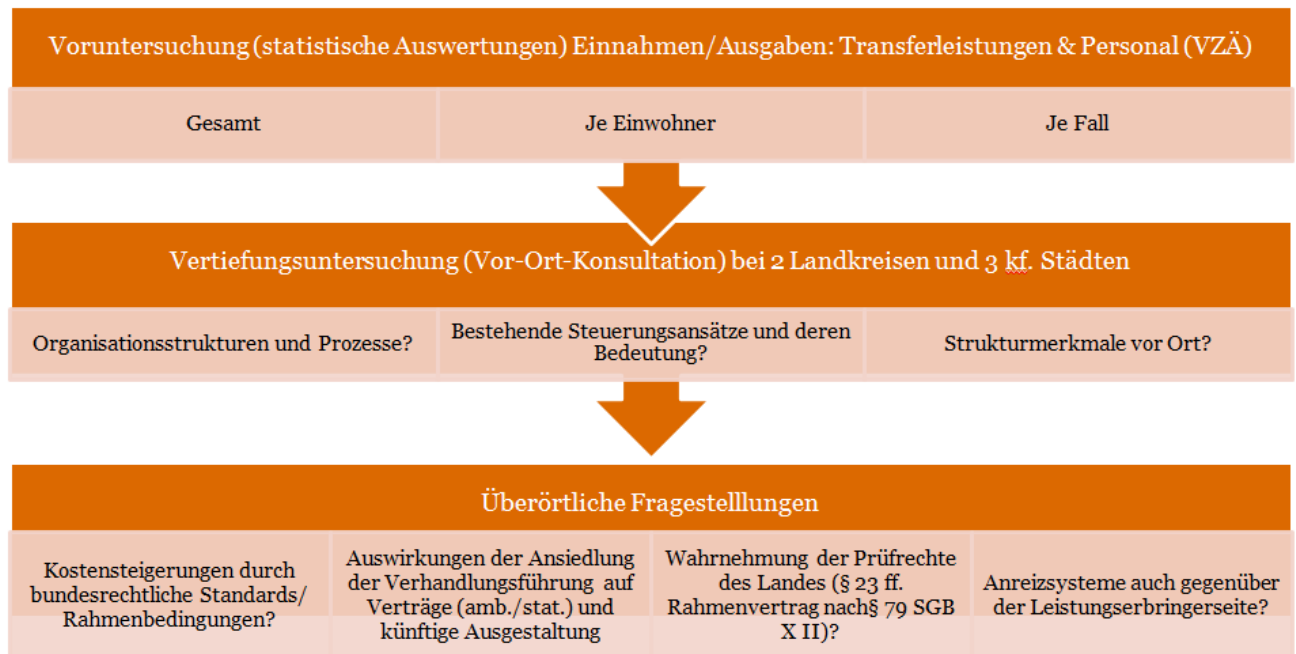 Voruntersuchung (statistische Auswertungen) Einnahmen/Ausgaben: Transferleistungen & Personal (VZÄ)
Gesamt
Je Einwohner
Je Fall
Vertiefungsuntersuchung (Vor-Ort-Konsultation) bei 2 Landkreisen und 3 kf. Städten
Organisationsstrukturen und Prozesse?
Bestehende Steuerungsansätze und deren
Bedeutung?
Strukturmerkmale vor Ort?
Überörtliche Fragestelllungen
Kostensteigerungen durch
bundesrechtliche Standards/
Rahmenbedingungen?
Auswirkungen der Ansiedlung
der Verhandlungsführung auf
Verträge (amb./stat.) und
künftige Ausgestaltung
Wahrnehmung der Prüfrechte
des Landes (§ 23 ff.
Rahmenvertrag nach§ 79 SGB
X II)?
Anreizsysteme auch gegenüber
der Leistungserbringerseite?